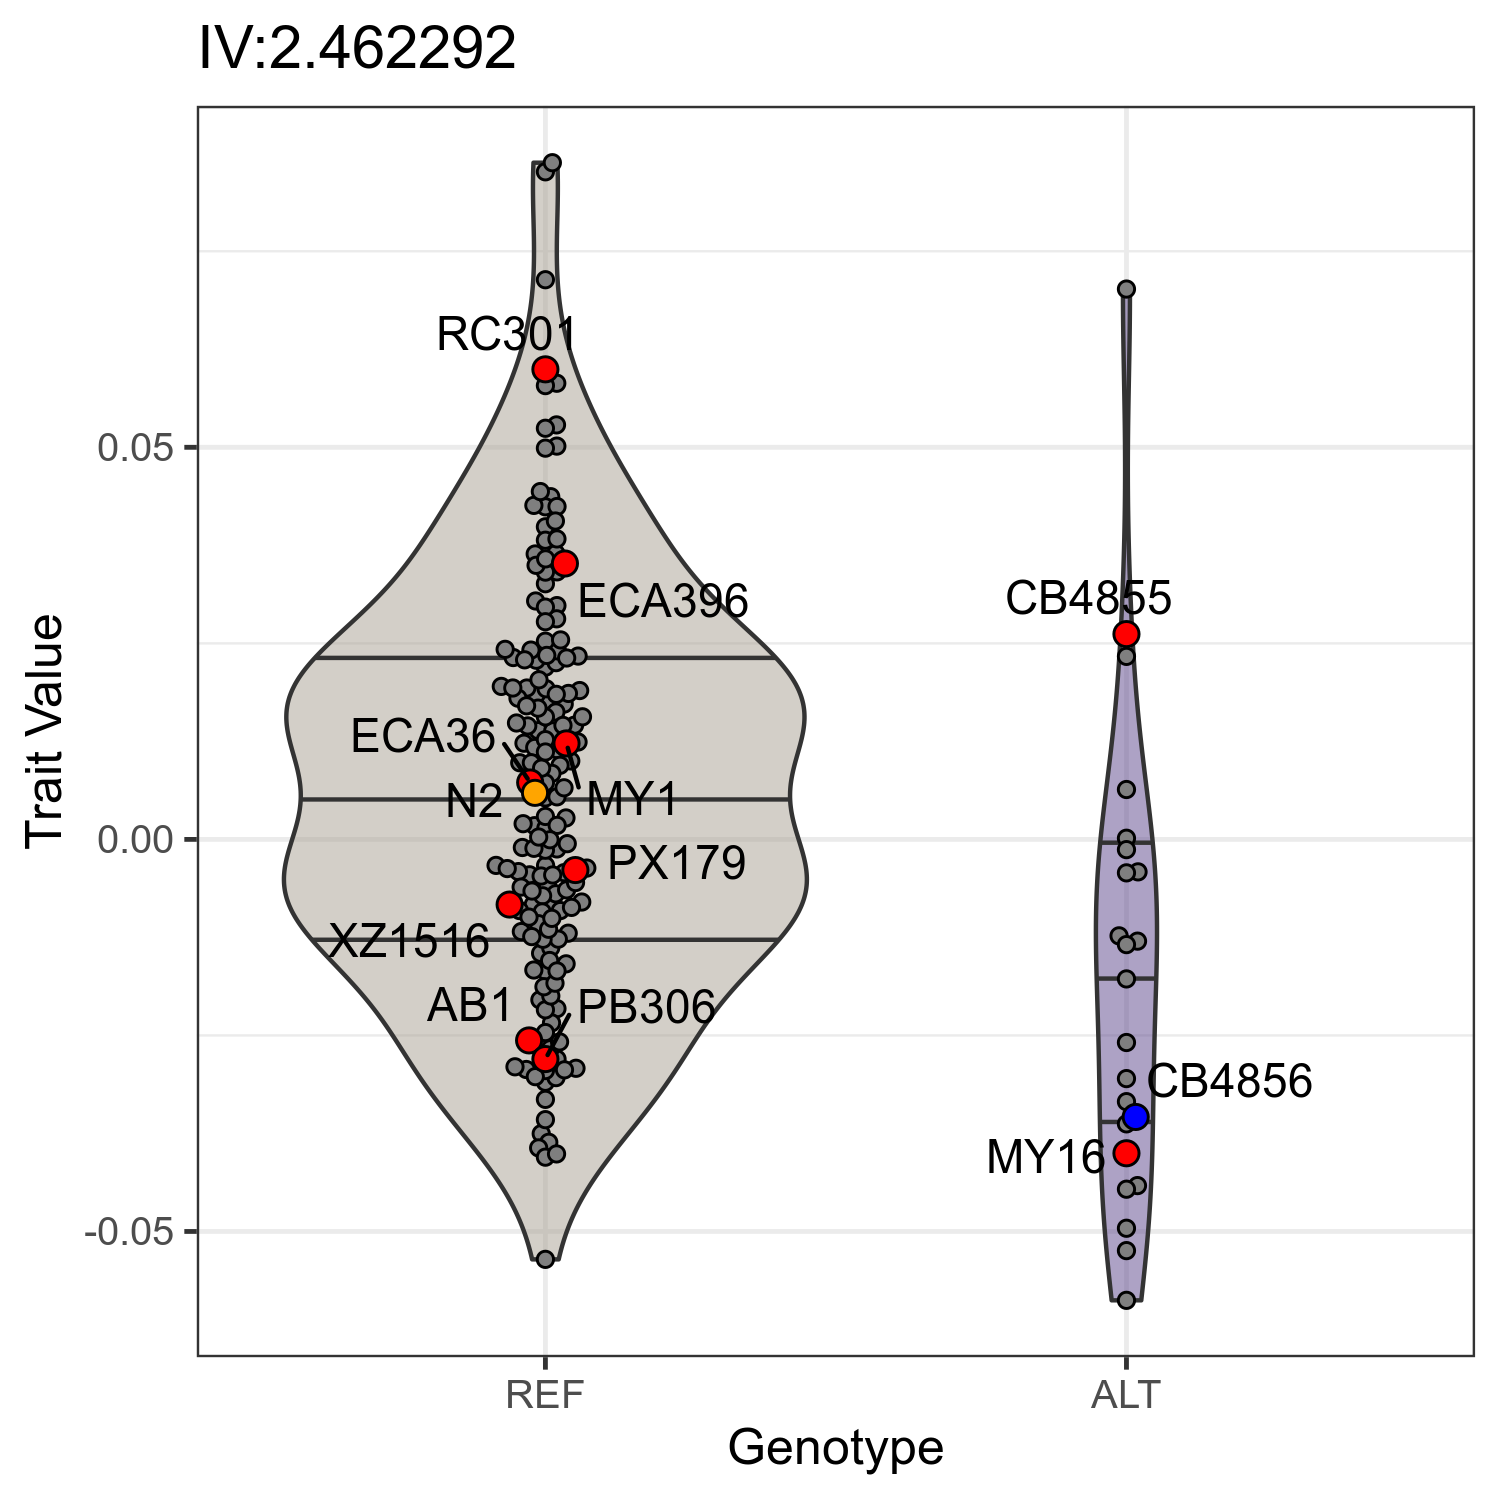 IV:2.462292
Trait Value
0.05
0.00
-0.05
RC301
ECA396
ECA36
N2
MY1
PX179
XZ1516
AB1
PB306
CB4855
CB4856
MY16
REF
ALT
Genotype